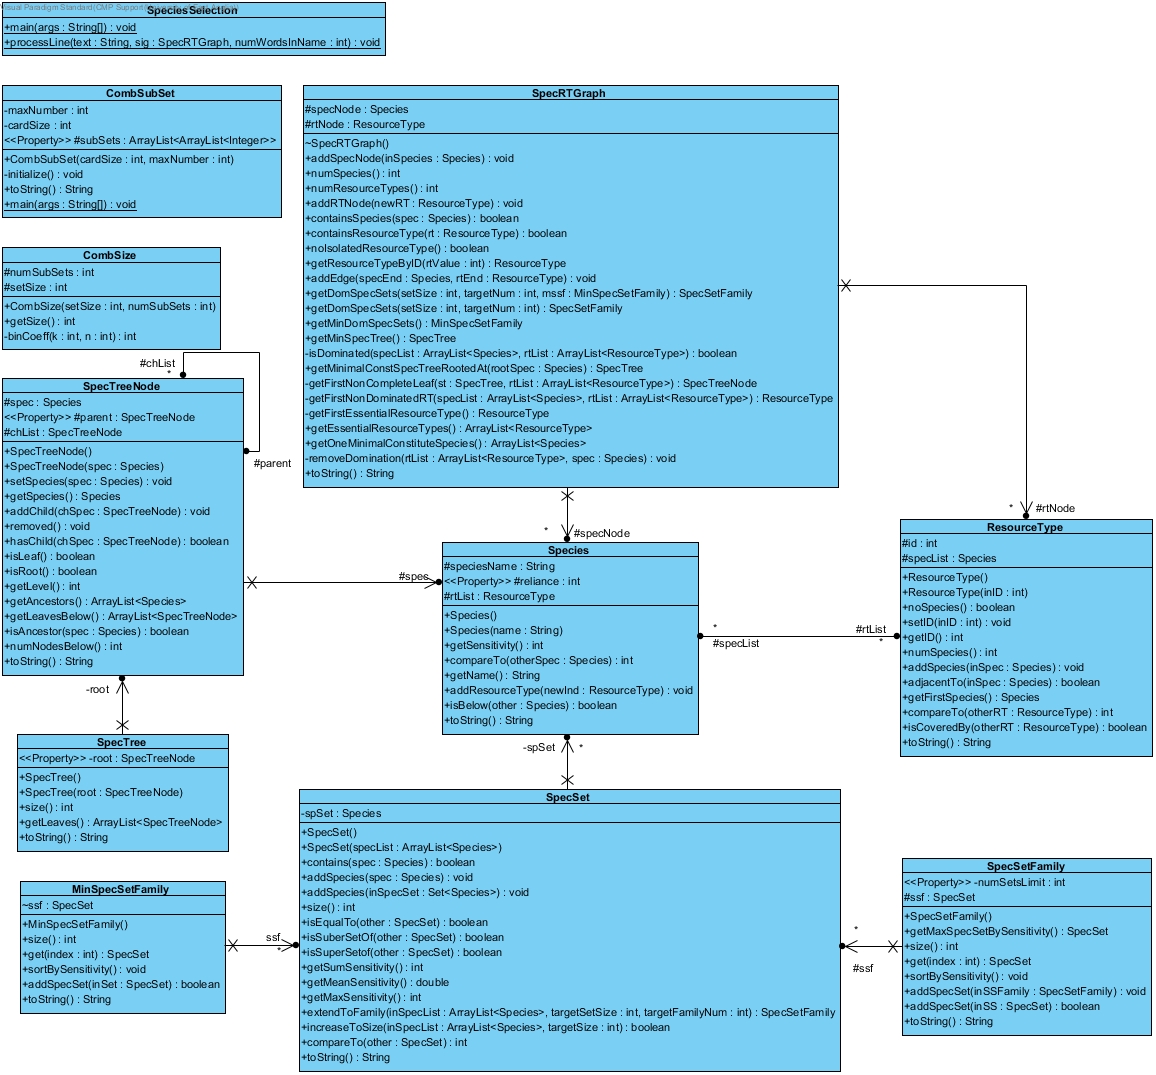 Visual Paradigm Standard(CMP Support
SpeciesSelection
+main(args : String[]) : void
+processLine(text : String, sig : SpecRTGraph, numWordsInName : int) : void
CombSubSet
-maxNumber : int
-cardSize : int
<<Property>> #subSets : ArrayList<ArrayList<Integer>>
+CombSubSet(cardSize : int, maxNumber : int)
-initialize() : void
+toString() : String
+main(args : String[]) : void
CombSize
#numSubSets : int
#setSize : int
+CombSize(setSize : int, numSubSets : int)
+getSize() : int
-binCoeff(k : int, n : int) : int
SpecRTGraph
#specNode : Species
#rtNode : ResourceType
~SpecRTGraph()
+addSpecNode(inSpecies : Species) : void
+numSpecies() : int
+numResourceTypes() : int
+addRTNode(newRT : ResourceType) : void
+containsSpecies(spec : Species) : boolean
+containsResourceType(rt : ResourceType) : boolean
+noIsolatedResourceType() : boolean
+getResourceTypeByID(rtValue : int) : ResourceType
+addEdge(specEnd : Species, rtEnd : ResourceType) : void
+getDomSpecSets(setSize : int, targetNum : int, mssf : MinSpecSetFamily) : SpecSetFamily
+getDomSpecSets(setSize : int, targetNum : int) : SpecSetFamily
+getMinDomSpecSets() : MinSpecSetFamily
+getMinSpecTree() : SpecTree
-isDominated(specList : ArrayList<Species>, rtList : ArrayList<ResourceType>) : boolean
+getMinimalConstSpecTreeRootedAt(rootSpec : Species) : SpecTree
-getFirstNonCompleteLeaf(st : SpecTree, rtList : ArrayList<ResourceType>) : SpecTreeNode
-getFirstNonDominatedRT(specList : ArrayList<Species>, rtList : ArrayList<ResourceType>) : ResourceType
-getFirstEssentialResourceType() : ResourceType
+getEssentialResourceTypes() : ArrayList<ResourceType>
+getOneMinimalConstituteSpecies() : ArrayList<Species>
-removeDomination(rtList : ArrayList<ResourceType>, spec : Species) : void
+toString() : String
#chList
*
#parent
SpecTreeNode
#spec : Species
<<Property>> #parent : SpecTreeNode
#chList : SpecTreeNode
+SpecTreeNode()
+SpecTreeNode(spec : Species)
+setSpecies(spec : Species) : void
+getSpecies() : Species
+addChild(chSpec : SpecTreeNode) : void
+removed() : void
+hasChild(chSpec : SpecTreeNode) : boolean
+isLeaf() : boolean
+isRoot() : boolean
+getLevel() : int
+getAncestors() : ArrayList<Species>
+getLeavesBelow() : ArrayList<SpecTreeNode>
+isAncestor(spec : Species) : boolean
+numNodesBelow() : int
+toString() : String
#spec
* #specNode
* #rtNode
Species
#speciesName : String
<<Property>> #reliance : int
#rtList : ResourceType
+Species()
+Species(name : String)
+getSensitivity() : int
+compareTo(otherSpec : Species) : int
+getName() : String
+addResourceType(newInd : ResourceType) : void
+isBelow(other : Species) : boolean
+toString() : String
*
#specList
#rtList
*
ResourceType
#id : int
#specList : Species
+ResourceType()
+ResourceType(inID : int)
+noSpecies() : boolean
+setID(inID : int) : void
+getID() : int
+numSpecies() : int
+addSpecies(inSpec : Species) : void
+adjacentTo(inSpec : Species) : boolean
+getFirstSpecies() : Species
+compareTo(otherRT : ResourceType) : int
+isCoveredBy(otherRT : ResourceType) : boolean
+toString() : String
-root
SpecTree
<<Property>> -root : SpecTreeNode
+SpecTree()
+SpecTree(root : SpecTreeNode)
+size() : int
+getLeaves() : ArrayList<SpecTreeNode>
+toString() : String
-spSet *
SpecSet
-spSet : Species
+SpecSet()
+SpecSet(specList : ArrayList<Species>)
+contains(spec : Species) : boolean
+addSpecies(spec : Species) : void
+addSpecies(inSpecSet : Set<Species>) : void
+size() : int
+isEqualTo(other : SpecSet) : boolean
+isSuberSetOf(other : SpecSet) : boolean
+isSuperSetof(other : SpecSet) : boolean
+getSumSensitivity() : int
+getMeanSensitivity() : double
+getMaxSensitivity() : int
+extendToFamily(inSpecList : ArrayList<Species>, targetSetSize : int, targetFamilyNum : int) : SpecSetFamily
+increaseToSize(inSpecList : ArrayList<Species>, targetSize : int) : boolean
+compareTo(other : SpecSet) : int
+toString() : String
MinSpecSetFamily
~ssf : SpecSet
+MinSpecSetFamily()
+size() : int
+get(index : int) : SpecSet
+sortBySensitivity() : void
+addSpecSet(inSet : SpecSet) : boolean
+toString() : String
ssf
*
*
#ssf
SpecSetFamily
<<Property>> -numSetsLimit : int
#ssf : SpecSet
+SpecSetFamily()
+getMaxSpecSetBySensitivity() : SpecSet
+size() : int
+get(index : int) : SpecSet
+sortBySensitivity() : void
+addSpecSet(inSSFamily : SpecSetFamily) : void
+addSpecSet(inSS : SpecSet) : boolean
+toString() : String